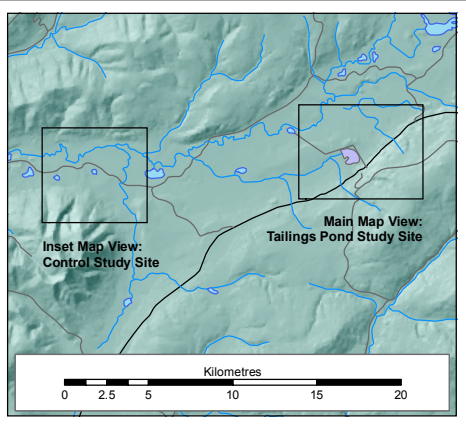 Main Map View:
Tailings Pond Study Site
Inset Map View:
Control Study Site
Kilometres
0 2.5 5 10 15 20